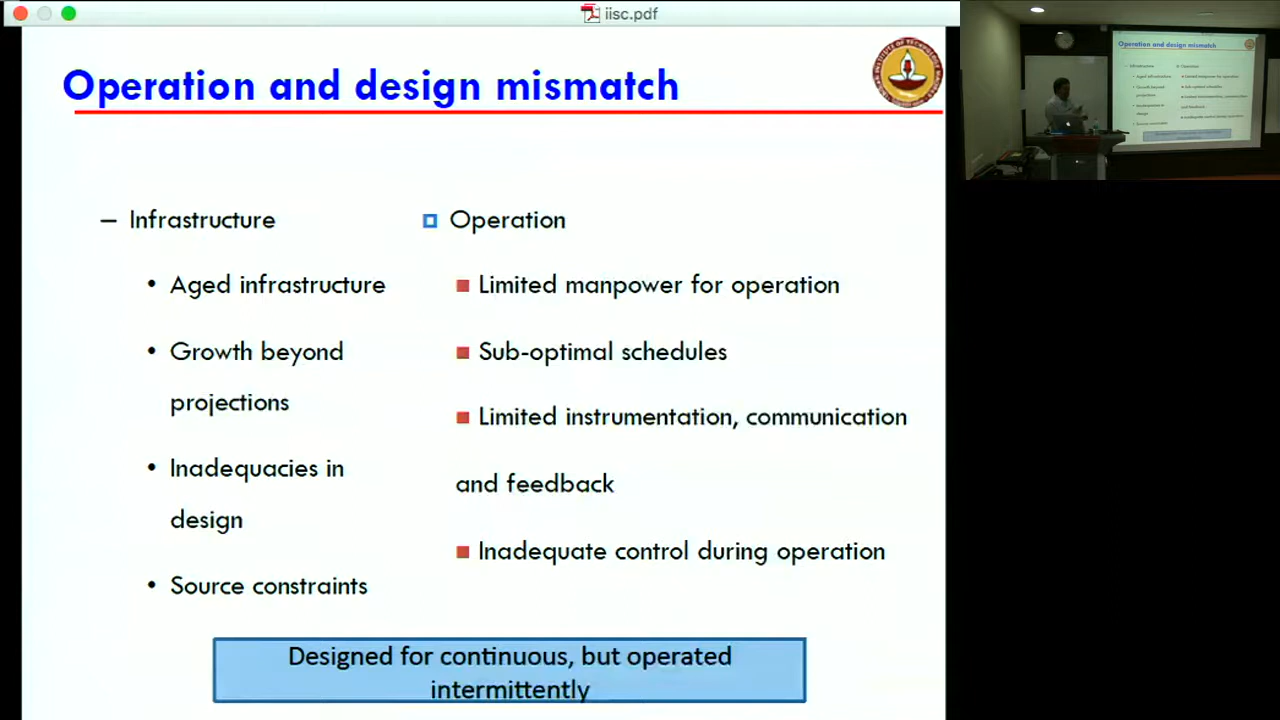 iisc.pdf
Operation and design mismatch
– Infrastructure
• Aged infrastructure
• Growth beyond
projections
• Inadequacies in
design
• Source constraints
Operation
Limited manpower for operation
Sub-optimal schedules
Limited instrumentation, communication
and feedback
Inadequate control during operation
Designed for continuous, but operated
intermittently